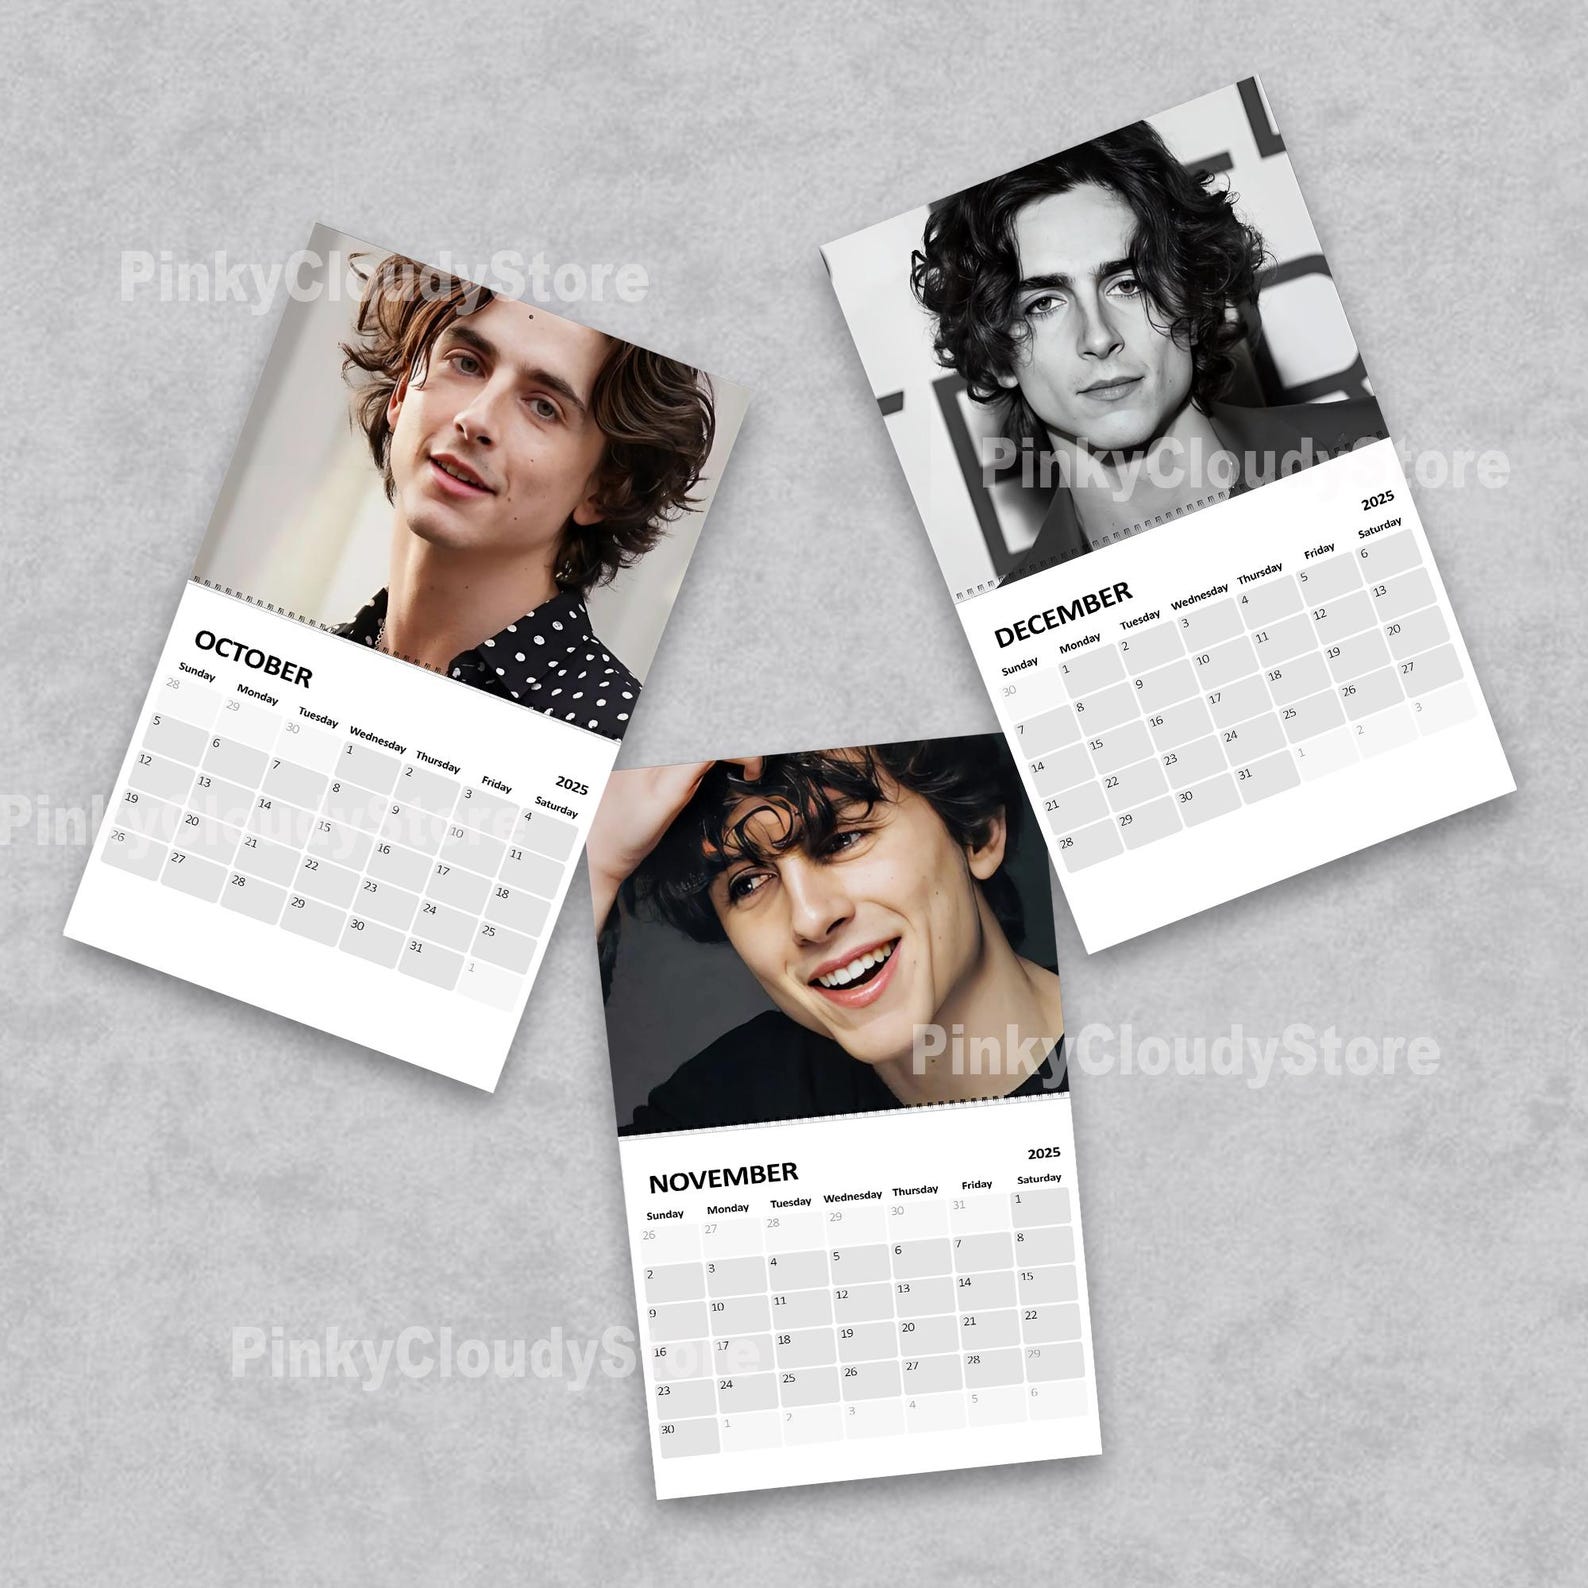 PinkyCloudyStore
OCTOBER
2025
Sunday Monday Tuesday Wednesday Thursday Friday Saturday
28 29 30 1 2 3 4
5 6 7 8 9 10 11
12 13 14 15 16 17 18
19 20 21 22 23 24 25
26 27 28 29 30 31 1
PinkyCloudyStore
PinkyCloudyStore
DECEMBER
2025
Sunday Monday Tuesday Wednesday Thursday Friday Saturday
30 1 2 3 4 5 6
7 8 9 10 11 12 13
14 15 16 17 18 19 20
21 22 23 24 25 26 27
28 29 30 31 1 2 3
PinkyCloudyStore
NOVEMBER
2025
Sunday Monday Tuesday Wednesday Thursday Friday Saturday
26 27 28 29 30 31 1
2 3 4 5 6 7 8
9 10 11 12 13 14 15
16 17 18 19 20 21 22
23 24 25 26 27 28 29
30 1 2 3 4 5 6
PinkyCloudyStore